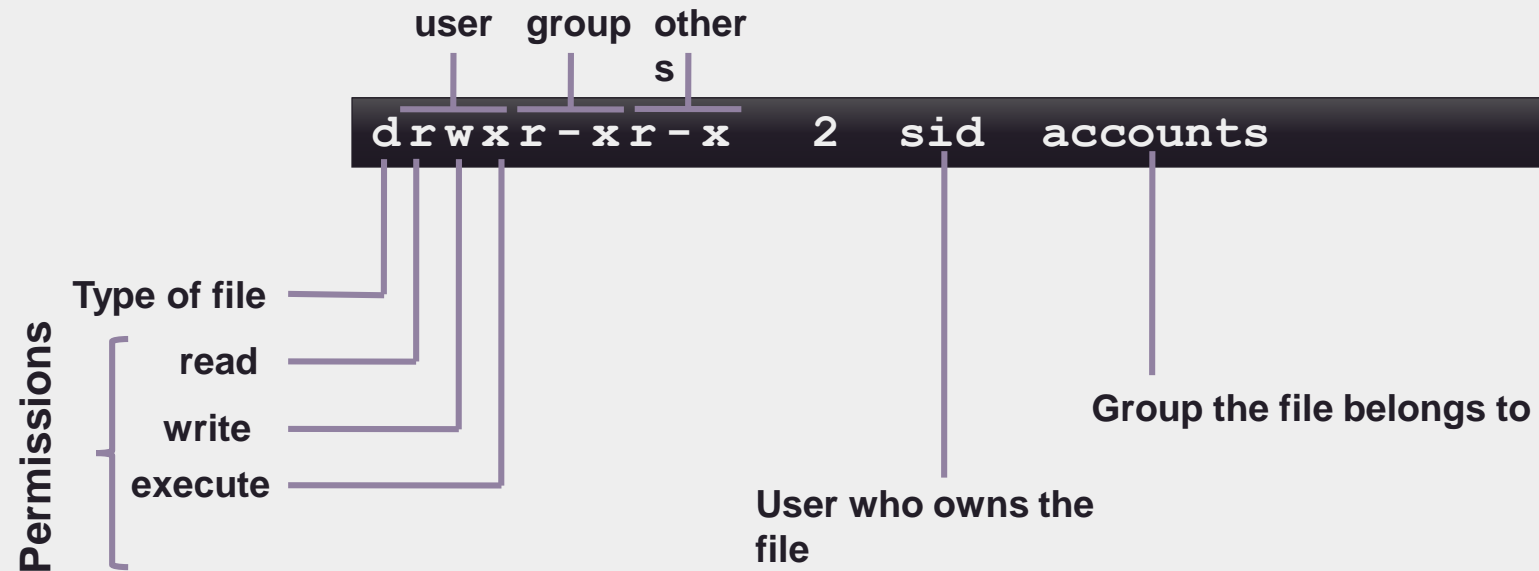 user group other
s
drwxr-xr-x 2 sid accounts
Type of file
Permissions
read
write
execute
Group the file belongs to
User who owns the
file